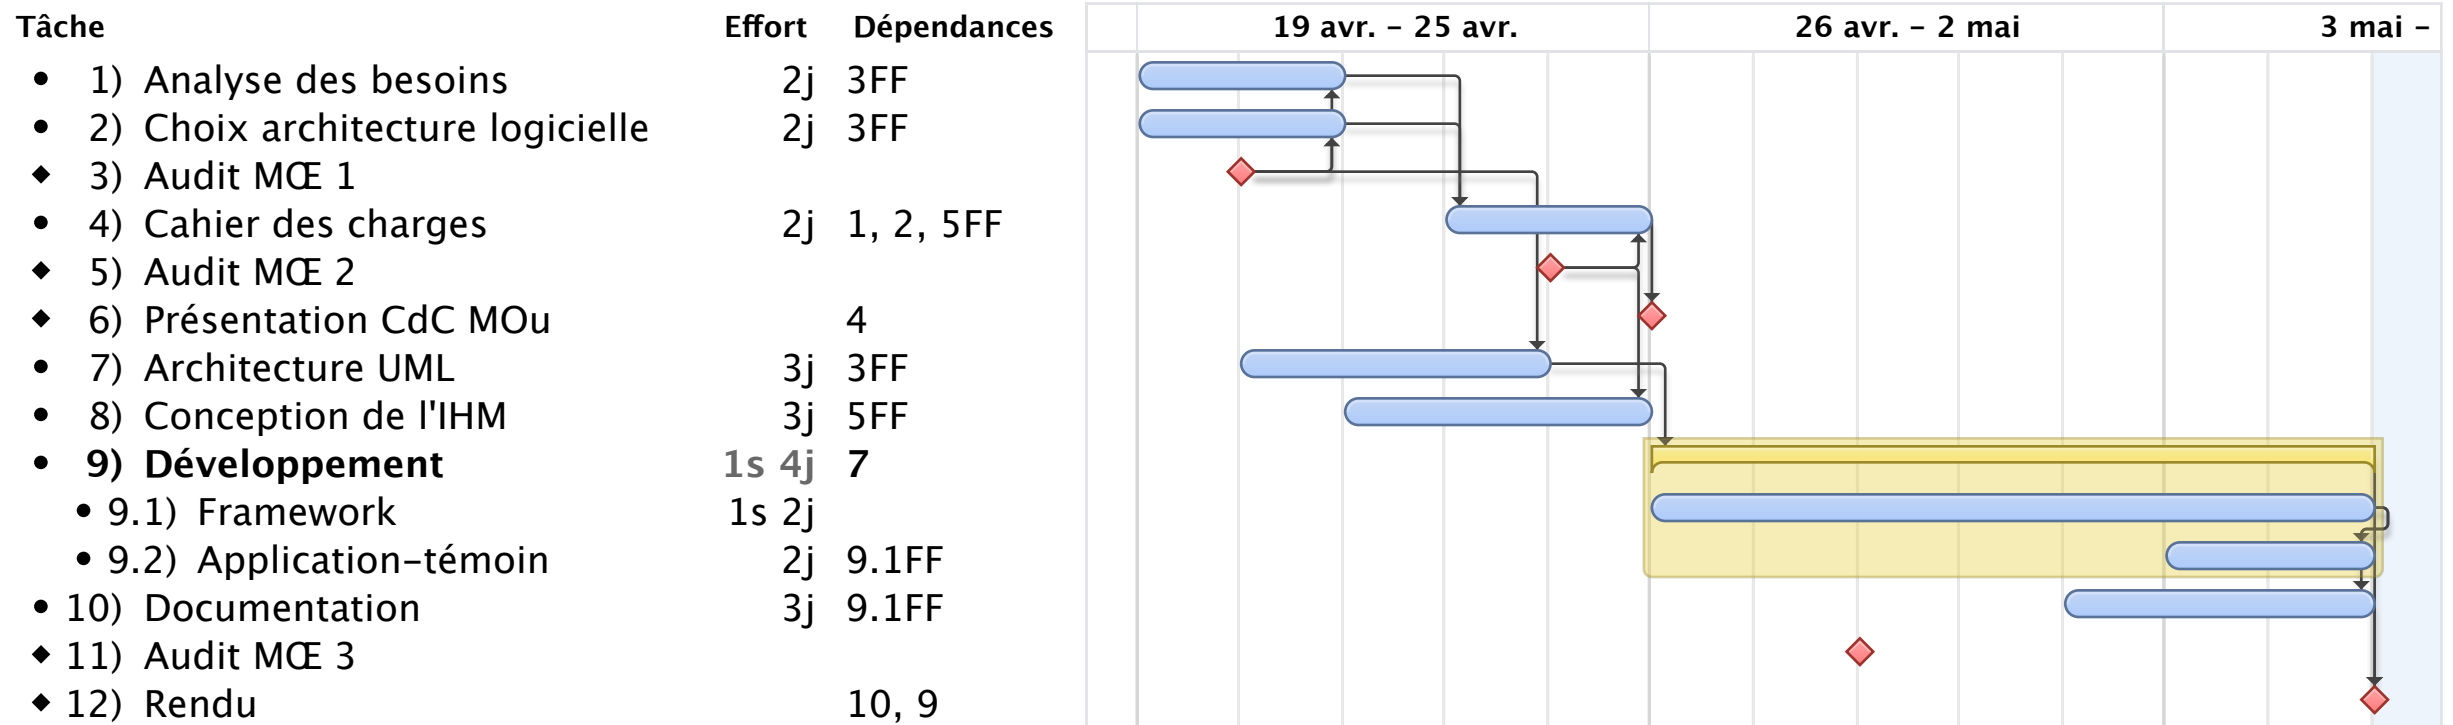 Tâche Effort Dépendances 19 avr. – 25 avr. 26 avr. – 2 mai 3 mai –
• 1) Analyse des besoins 2j 3FF
• 2) Choix architecture logicielle 2j 3FF
◆ 3) Audit MŒ 1
• 4) Cahier des charges 2j 1, 2, 5FF
◆ 5) Audit MŒ 2
◆ 6) Présentation CdC MOu 4
• 7) Architecture UML 3j 3FF
• 8) Conception de l'IHM 3j 5FF
• 9) Développement 1s 4j 7
• 9.1) Framework 1s 2j
• 9.2) Application–témoin 2j 9.1FF
• 10) Documentation 3j 9.1FF
◆ 11) Audit MŒ 3
◆ 12) Rendu 10, 9